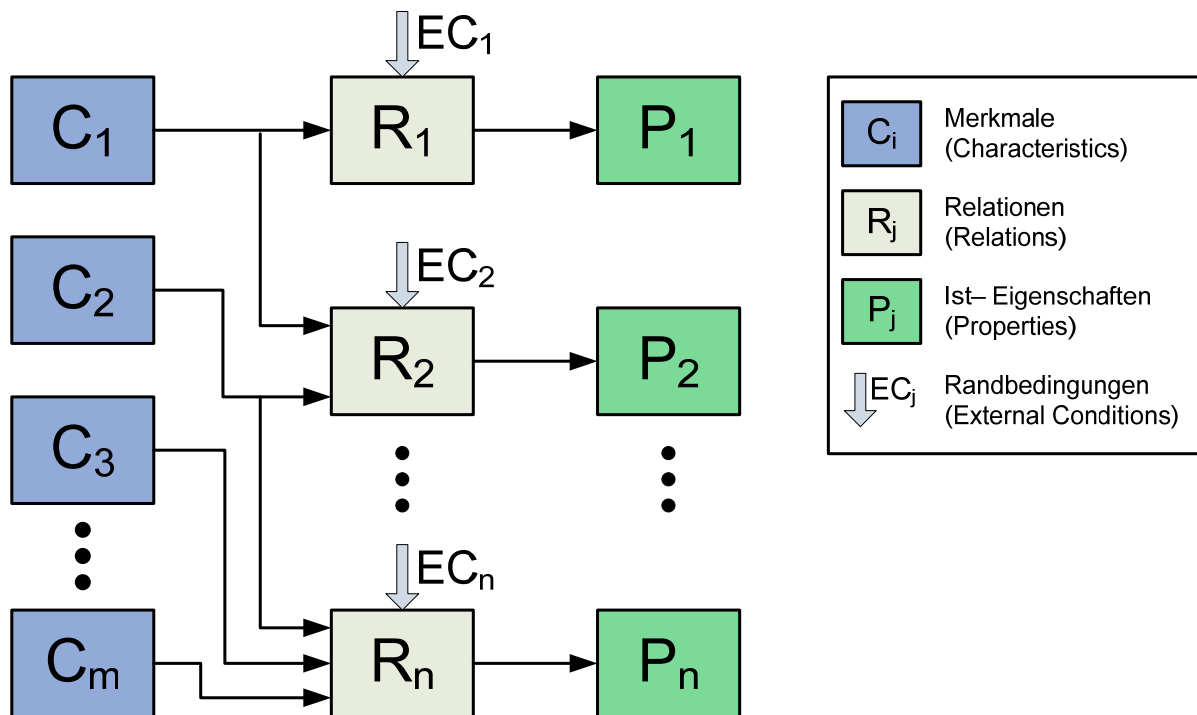 EC₁
C₁
R₁
P₁
C₂
EC₂
R₂
P₂
C₃
ECₙ
Cₘ
Rₙ
Pₙ
Cᵢ
Merkmale
(Characteristics)
Rⱼ
Relationen
(Relations)
Pⱼ
Ist– Eigenschaften
(Properties)
ECⱼ
Randbedingungen
(External Conditions)